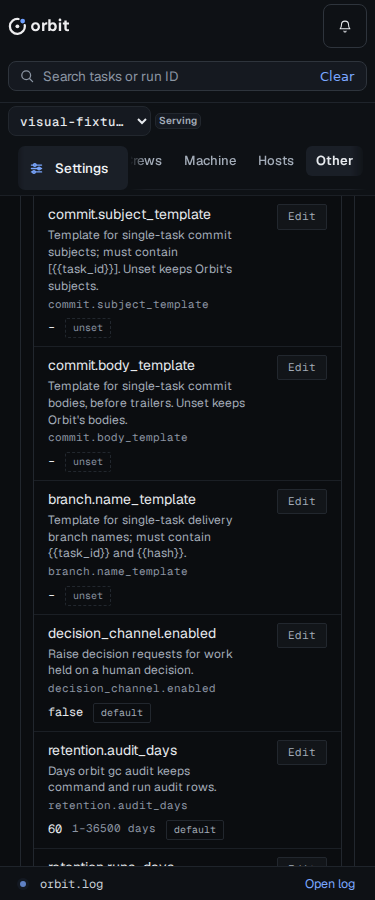 orbit
Search tasks or run ID
Clear
visual-fixtu…
Serving
Settings
ews
Machine
Hosts
Other
commit.subject_template
Edit
Template for single-task commit
subjects; must contain
[{{task_id}}]. Unset keeps Orbit's
subjects.
commit.subject_template
– unset
commit.body_template
Edit
Template for single-task commit
bodies, before trailers. Unset keeps
Orbit's bodies.
commit.body_template
– unset
branch.name_template
Edit
Template for single-task delivery
branch names; must contain
{{task_id}} and {{hash}}.
branch.name_template
– unset
decision_channel.enabled
Edit
Raise decision requests for work
held on a human decision.
decision_channel.enabled
false default
retention.audit_days
Edit
Days orbit gc audit keeps
command and run audit rows.
retention.audit_days
60 1–36500 days default
orbit.log
Open log